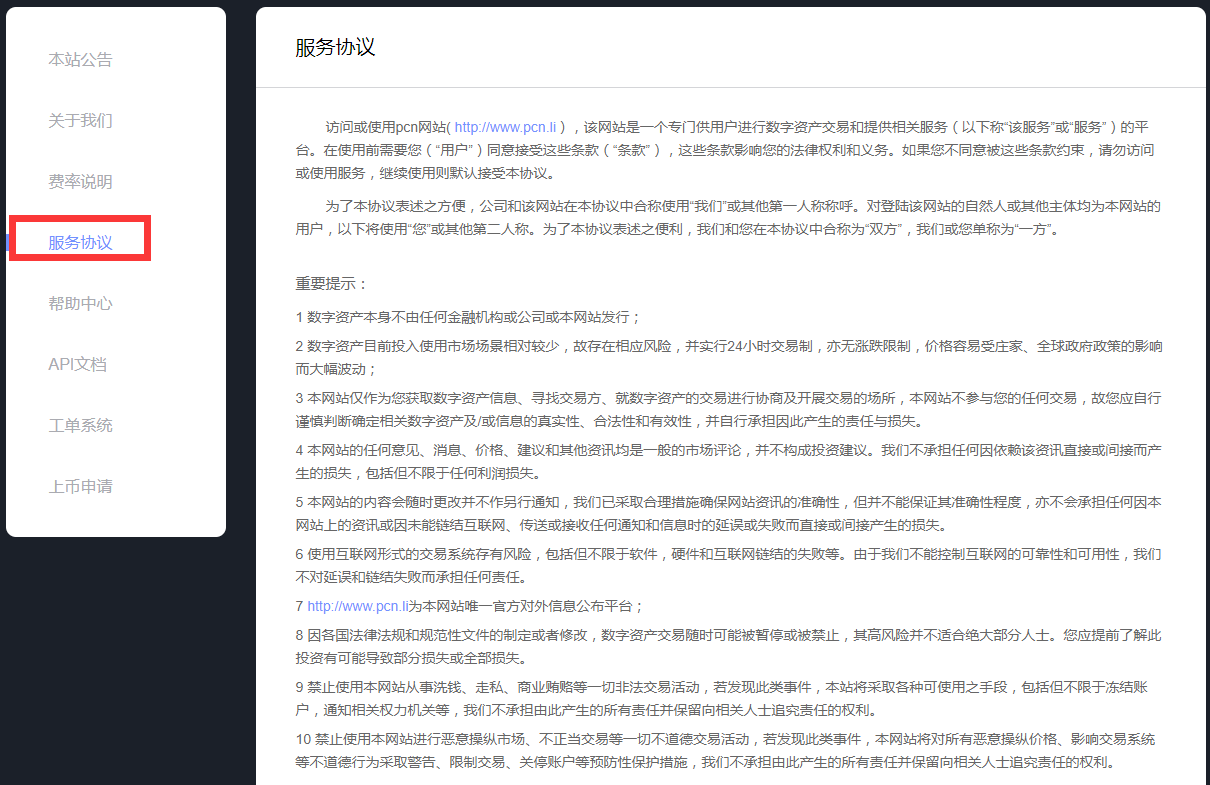 本站公告
关于我们
费率说明
服务协议
帮助中心
API文档
工单系统
上币申请
服务协议
访问或使用pcn网站( http://www.pcn.li ) ，该网站是一个专门供用户进行数字资产交易和提供相关服务（以下称“该服务”或“服务”）的平
台。在使用前需要您（“用户”）同意接受这些条款（“条款”），这些条款影响您的法律权利和义务。如果您不同意被这些条款约束，请勿访问
或使用服务，继续使用则默认接受本协议。
为了本协议表述之方便，公司和该网站在本协议中合称使用“我们”或其他第一人称称呼。对登陆该网站的自然人或其他主体均为本网站的
用户，以下将使用“您”或其他第二人称。为了本协议表述之便利，我们和您在本协议中合称为“双方”，我们或您单称为“一方”。
重要提示：
1 数字资产本身不由任何金融机构或公司或本网站发行；
2 数字资产目前投入使用市场场景相对较少，故存在相应风险，并实行24小时交易制，亦无涨跌限制，价格容易受庄家、全球政府政策的影响
而大幅波动；
3 本网站仅作为您获取数字资产信息、寻找交易方、就数字资产的交易进行协商及开展交易的场所，本网站不参与您的任何交易，故您应自行
谨慎判断确定相关数字资产及/或信息的真实性、合法性和有效性，并自行承担因此产生的责任与损失。
4 本网站的任何意见、消息、价格、建议和其他资讯均是一般的市场评论，并不构成投资建议。我们不承担任何因依赖该资讯直接或间接而产
生的损失，包括但不限于任何利润损失。
5 本网站的内容会随时更改并不作另行通知，我们已采取合理措施确保网站资讯的准确性，但并不能保证其准确性程度，亦不会承担任何因本
网站上的资讯或因未能链结互联网、传送或接收任何通知和信息时的延误或失败而直接或间接产生的损失。
6 使用互联网形式的交易系统存有风险，包括但不限于软件，硬件和互联网链结的失败等。由于我们不能控制互联网的可靠性和可用性，我们
不对延误和链结失败而承担任何责任。
7 http://www.pcn.li为本网站唯一官方对外信息公布平台；
8 因各国法律法规和规范性文件的制定或者修改，数字资产交易随时可能被暂停或被禁止，其高风险并不适合绝大部分人士。您应提前了解此
投资有可能导致部分损失或全部损失。
9 禁止使用本网站从事洗钱、走私、商业贿赂等一切非法交易活动，若发现此类事件，本站将采取各种可使用之手段，包括但不限于冻结账
户，通知相关权力机关等，我们不承担由此产生的所有责任并保留向相关人士追究责任的权利。
10 禁止使用本网站进行恶意操纵市场、不正当交易等一切不道德交易活动，若发现此类事件，本网站将对所有恶意操纵价格、影响交易系统
等不道德行为采取警告、限制交易、关停账户等预防性保护措施，我们不承担由此产生的所有责任并保留向相关人士追究责任的权利。